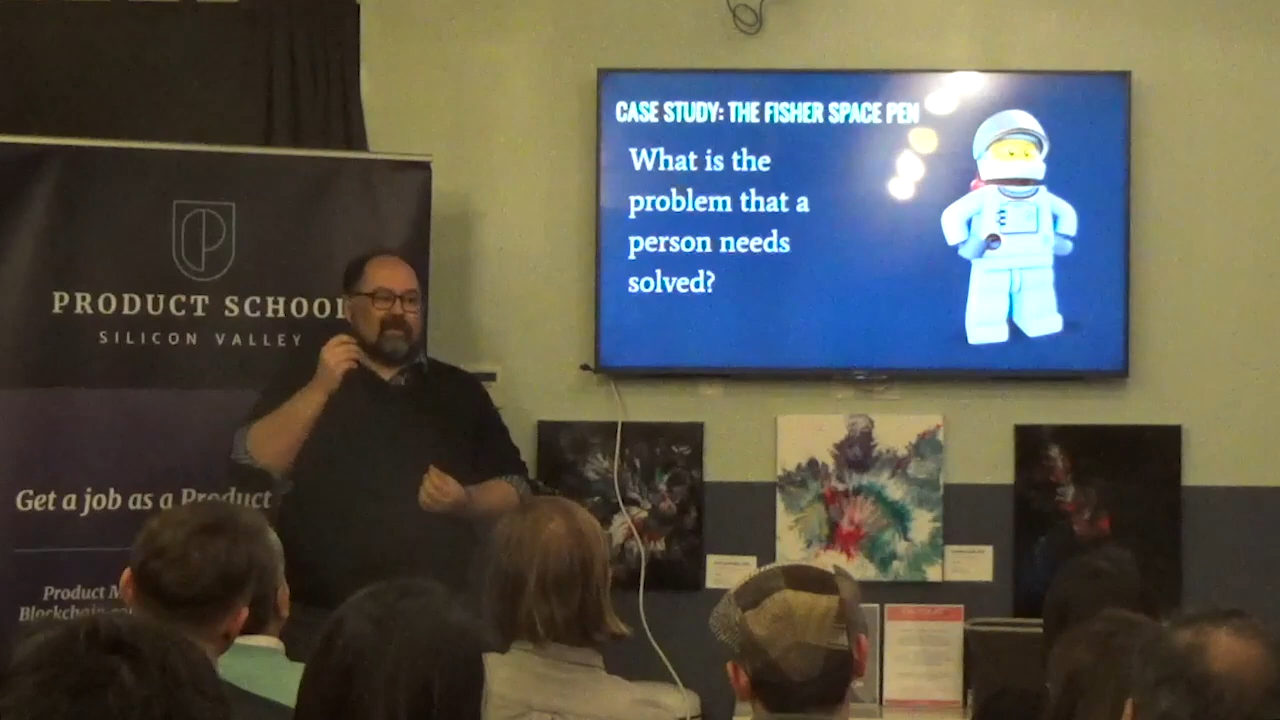 CASE STUDY: THE FISHER SPACE PEN
What is the
problem that a
person needs
solved?
PRODUCT SCHOOL
SILICON VALLEY
Get a job as a Product
Product M
Blockchain